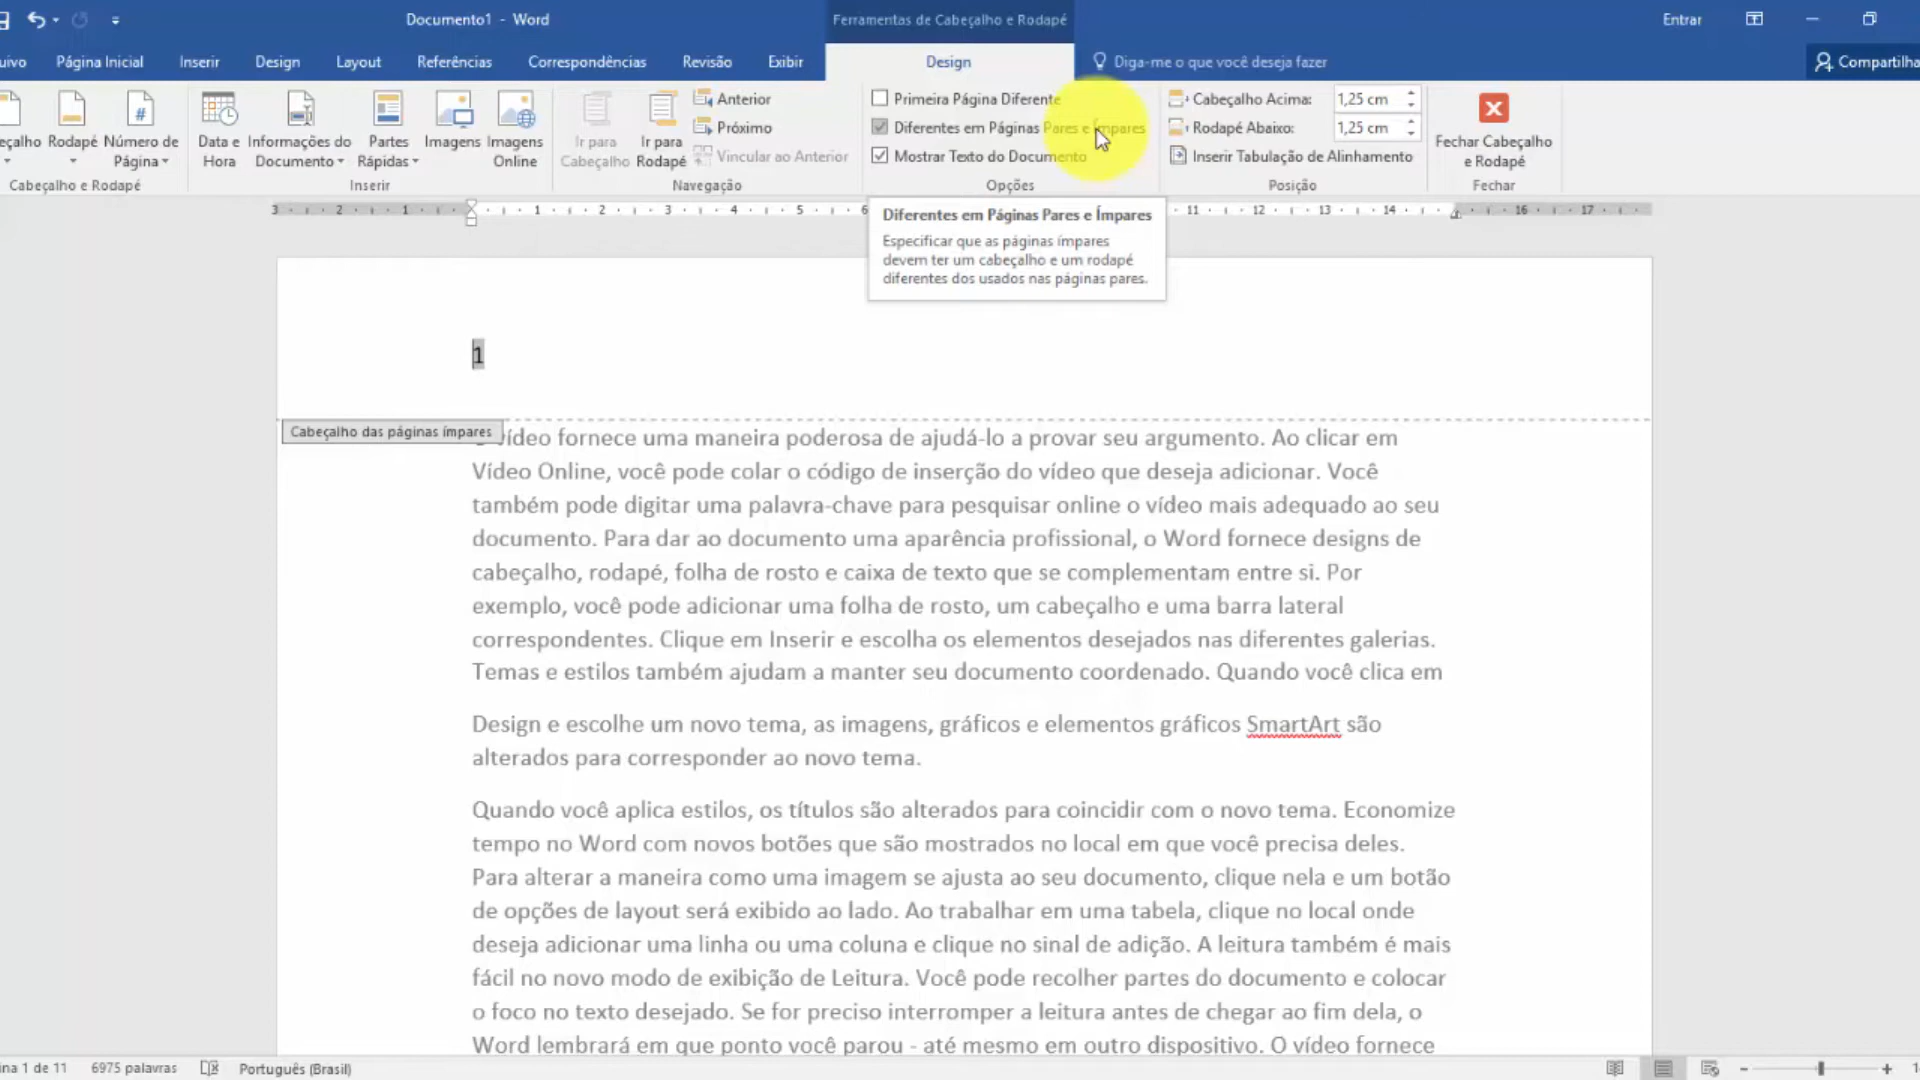 Documento1 - Word
Ferramentas de Cabeçalho e Rodapé
Entrar
Página Inicial
Inserir
Design
Layout
Referências
Correspondências
Revisão
Exibir
Design
Diga-me o que você deseja fazer
Rodapé
Número de
Página
Cabeçalho e Rodapé
Data e
Hora
Informações do
Documento
Partes
Rápidas
Imagens
Imagens
Online
Inserir
Ir para
Cabeçalho
Ir para
Rodapé
Anterior
Próximo
Vincular ao Anterior
Navegação
Primeira Página Diferente
Diferentes em Páginas Pares e Ímpares
Mostrar Texto do Documento
Opções
Cabeçalho Acima: 1,25 cm
Rodapé Abaixo: 1,25 cm
Inserir Tabulação de Alinhamento
Posição
Fechar Cabeçalho
e Rodapé
Fechar
3 2 1 1 2 3 4 5 6 11 12 13 14 16 17
Diferentes em Páginas Pares e Ímpares
Especificar que as páginas ímpares
devem ter um cabeçalho e um rodapé
diferentes dos usados nas páginas pares.
1
Cabeçalho das páginas ímpares
vídeo fornece uma maneira poderosa de ajudá-lo a provar seu argumento. Ao clicar em
Vídeo Online, você pode colar o código de inserção do vídeo que deseja adicionar. Você
também pode digitar uma palavra-chave para pesquisar online o vídeo mais adequado ao seu
documento. Para dar ao documento uma aparência profissional, o Word fornece designs de
cabeçalho, rodapé, folha de rosto e caixa de texto que se complementam entre si. Por
exemplo, você pode adicionar uma folha de rosto, um cabeçalho e uma barra lateral
correspondentes. Clique em Inserir e escolha os elementos desejados nas diferentes galerias.
Temas e estilos também ajudam a manter seu documento coordenado. Quando você clica em
Design e escolhe um novo tema, as imagens, gráficos e elementos gráficos SmartArt são
alterados para corresponder ao novo tema.
Quando você aplica estilos, os títulos são alterados para coincidir com o novo tema. Economize
tempo no Word com novos botões que são mostrados no local em que você precisa deles.
Para alterar a maneira como uma imagem se ajusta ao seu documento, clique nela e um botão
de opções de layout será exibido ao lado. Ao trabalhar em uma tabela, clique no local onde
deseja adicionar uma linha ou uma coluna e clique no sinal de adição. A leitura também é mais
fácil no novo modo de exibição de Leitura. Você pode recolher partes do documento e colocar
o foco no texto desejado. Se for preciso interromper a leitura antes de chegar ao fim dela, o
Word lembrará em que ponto você parou - até mesmo em outro dispositivo. O vídeo fornece
1 de 11
6975 palavras
Português (Brasil)